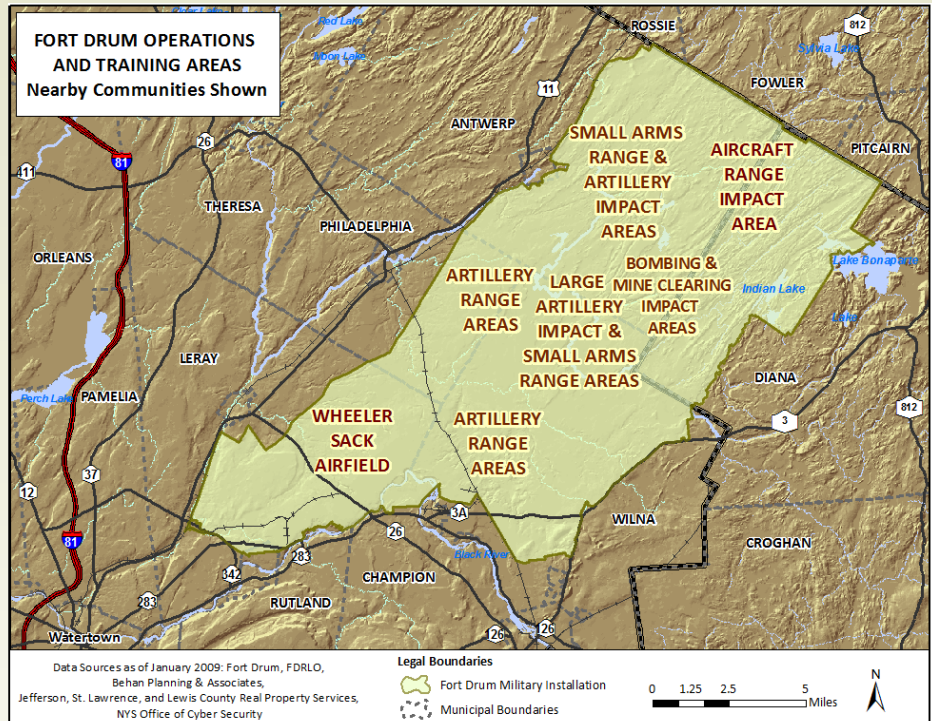 FORT DRUM OPERATIONS
AND TRAINING AREAS
Nearby Communities Shown
Red Lake
Moon Lake
ROSSIE
812
Sylvia Lake
FOWLER
11
ANTWERP
PITCAIRN
26
81
411
THERESA
PHILADELPHIA
ORLEANS
SMALL ARMS
RANGE &
ARTILLERY
IMPACT
AREAS
AIRCRAFT
RANGE
IMPACT
AREA
Lake Bonaparte
BOMBING &
MINE CLEARING
IMPACT
AREAS
Indian Lake
ARTILLERY
RANGE
AREAS
LARGE
ARTILLERY
IMPACT &
SMALL ARMS
RANGE AREAS
Lake
LERAY
DIANA
Perch Lake
PAMELIA
812
3
WHEELER
SACK
AIRFIELD
ARTILLERY
RANGE
AREAS
37
12
3A
WILNA
26
81
Black River
CROGHAN
283
342
CHAMPION
283
RUTLAND
126
126
Watertown
Data Sources as of January 2009: Fort Drum, FDRLO,
Behan Planning & Associates,
Jefferson, St. Lawrence, and Lewis County Real Property Services,
NYS Office of Cyber Security
Legal Boundaries
Fort Drum Military Installation
Municipal Boundaries
0 1.25 2.5 5
Miles
N